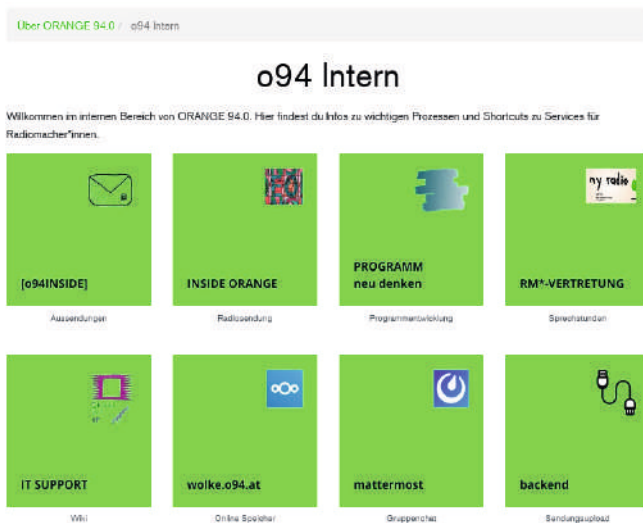 Über ORANGE 94.0 / o94 Intern
o94 Intern
Willkommen im internen Bereich von ORANGE 94.0. Hier findest du Infos zu wichtigen Prozessen und Shortcuts zu Services für
Radiomacher*innen.
my radio
[o94INSIDE]
INSIDE ORANGE
PROGRAMM
neu denken
RM*-VERTRETUNG
Aussendungen
Radiosendung
Programmentwicklung
Sprechstunden
IT SUPPORT
wolke.o94.at
mattermost
backend
Wiki
Online Speicher
Gruppenchat
Sendungsupload